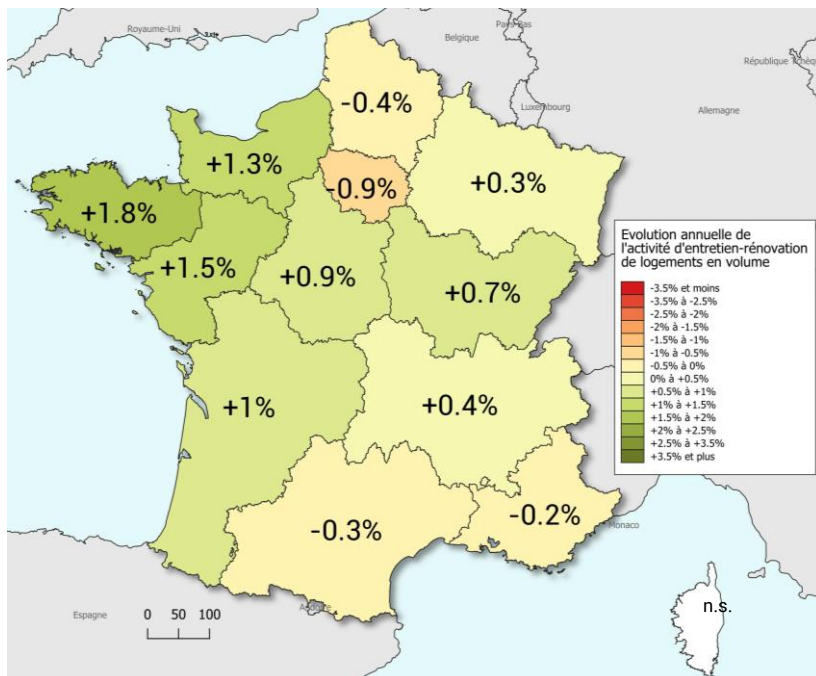 Royaume-Uni
Pays-Bas
Belgique
République Tchèque
Luxembourg
Allemagne
-0.4%
+1.3%
-0.9%
+0.3%
+1.8%
+1.5%
+0.9%
+0.7%
Evolution annuelle de
l'activité d'entretien-rénovation
de logements en volume
-3.5% et moins
-3.5% à -2.5%
-2.5% à -2%
-2% à -1.5%
-1.5% à -1%
-1% à -0.5%
-0.5% à 0%
0% à +0.5%
+0.5% à +1%
+1% à +1.5%
+1.5% à +2%
+2% à +2.5%
+2.5% à +3.5%
+3.5% et plus
+1%
+0.4%
-0.3%
-0.2%
Monaco
n.s.
Andorre
Espagne
0 50 100